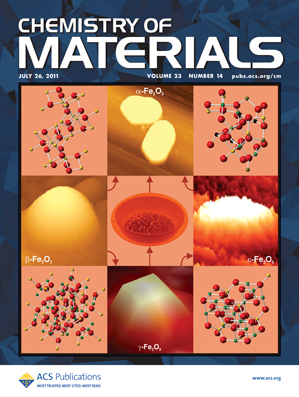 CHEMISTRY OF
MATERIALS
JULY 26, 2011 VOLUME 23 NUMBER 14 pubs.acs.org/cm
α-Fe₂O₃
β-Fe₂O₃
ε-Fe₂O₃
γ-Fe₂O₃
ACS Publications
MOST TRUSTED. MOST CITED. MOST READ.
www.acs.org